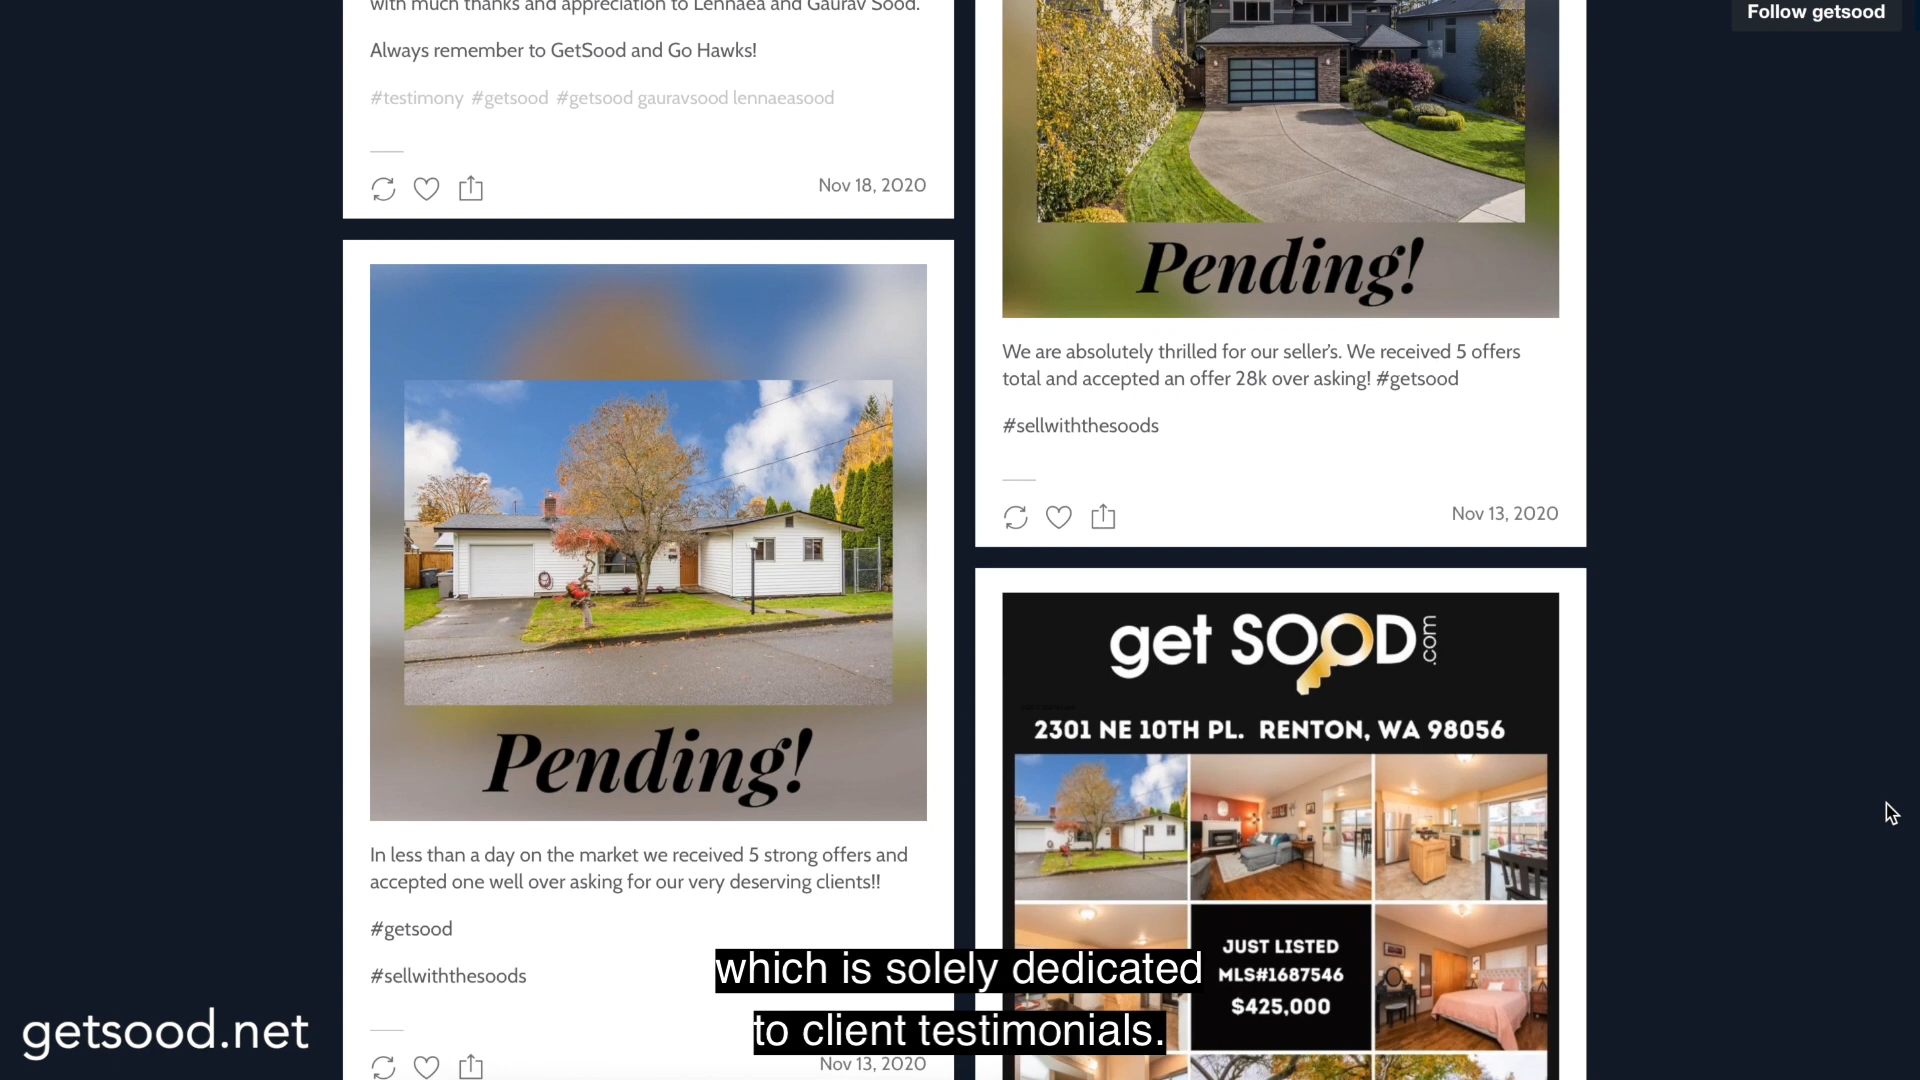 with much thanks and appreciation to Lennaea and Gaurav Sood.
Always remember to GetSood and Go Hawks!
#testimony #getsood #getsood gauravsood lennaeasood
Nov 18, 2020
Pending!
In less than a day on the market we received 5 strong offers and
accepted one well over asking for our very deserving clients!!
#getsood
#sellwiththesoods
Nov 13, 2020
Follow getsood
Pending!
We are absolutely thrilled for our seller's. We received 5 offers
total and accepted an offer 28k over asking! #getsood
#sellwiththesoods
Nov 13, 2020
get SOOD.com
2301 NE 10TH PL. RENTON, WA 98056
JUST LISTED
MLS#1687546
$425,000
which is solely dedicated
to client testimonials.
getsood.net